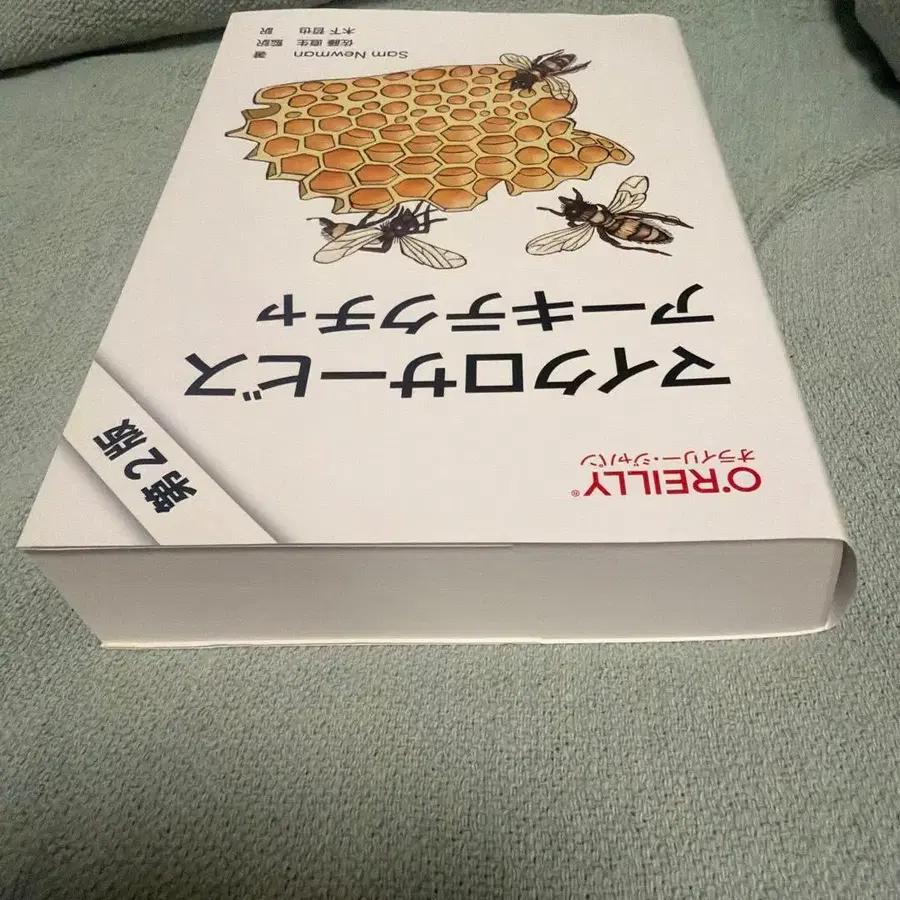 O'REILLY®
オライリー・ジャパン
第2版
マイクロサービス
アーキテクチャ
Sam Newman 著
佐藤 直生 監訳
木下 哲也 訳